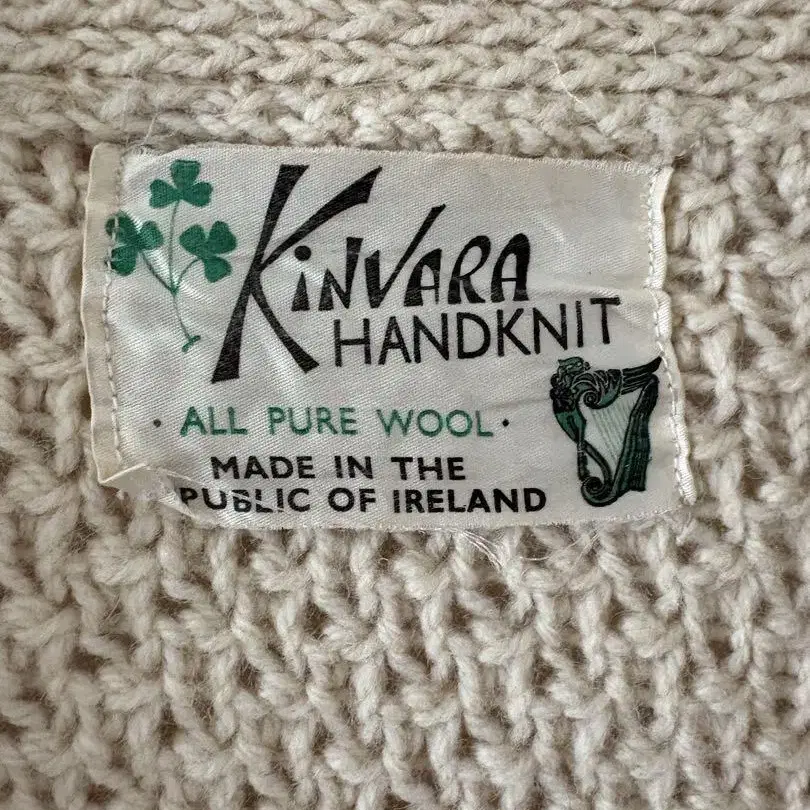 KiNVARA
HANDKNIT
· ALL PURE WOOL ·
MADE IN THE
PUBLIC OF IRELAND